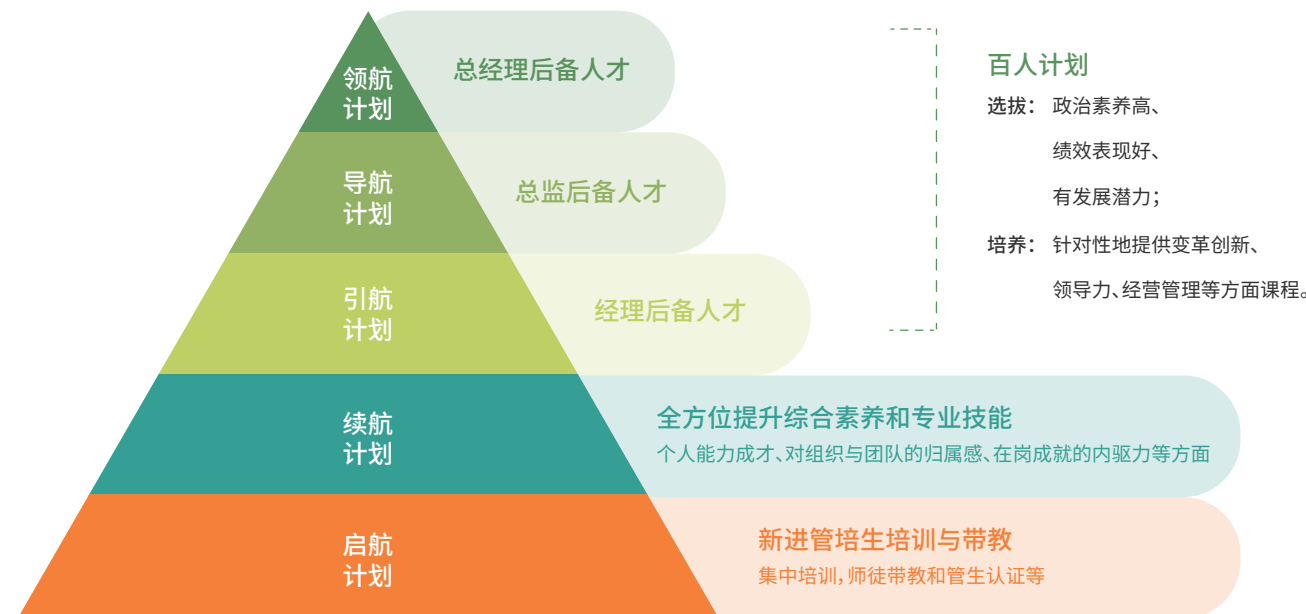 领航
计划
总经理后备人才
导航
计划
总监后备人才
引航
计划
经理后备人才
续航
计划
全方位提升综合素养和专业技能
个人能力成才、对组织与团队的归属感、在岗成就的内驱力等方面
启航
计划
新进管培生培训与带教
集中培训,师徒带教和管生认证等
百人计划
选拔： 政治素养高、
绩效表现好、
有发展潜力；
培养： 针对性地提供变革创新、
领导力、经营管理等方面课程。